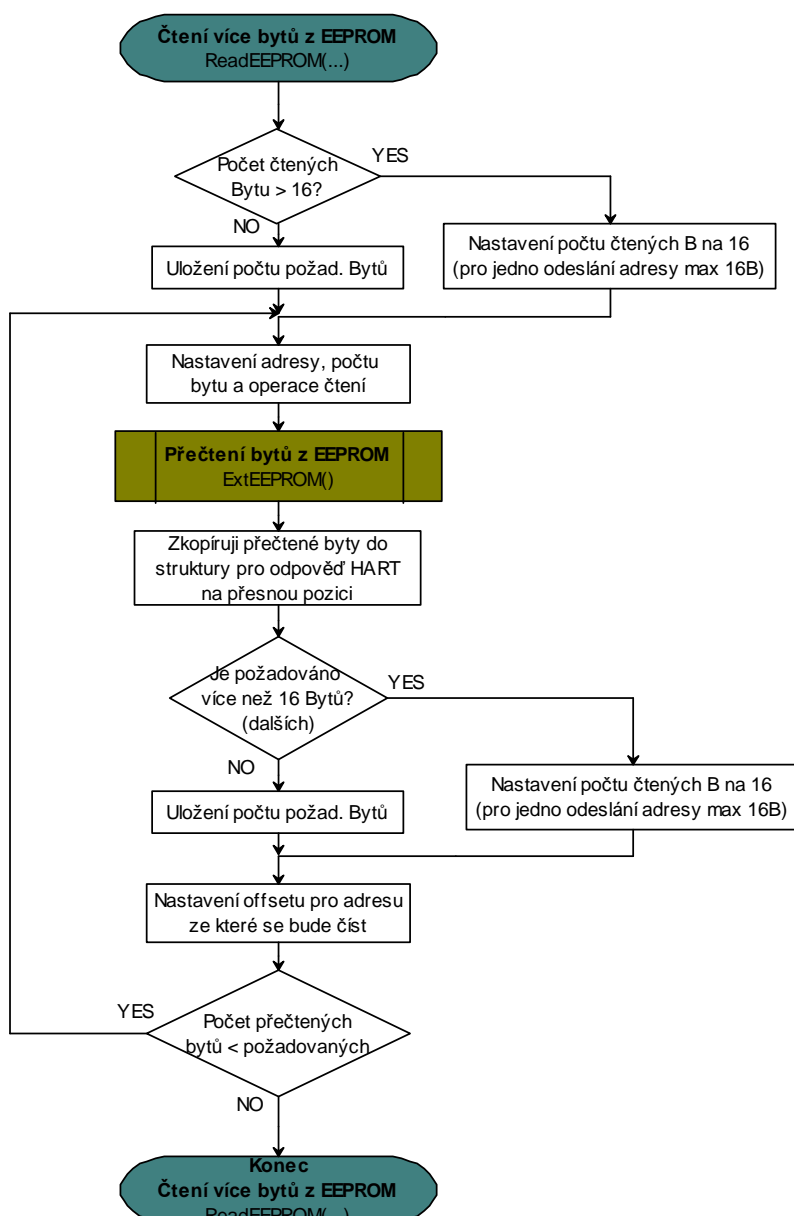 Čtení více bytů z EEPROM
ReadEEPROM(...)
Počet čtených
Bytu > 16?
YES
NO
Nastavení počtu čtených B na 16
(pro jedno odeslání adresy max 16B)
Uložení počtu požad. Bytů
Nastavení adresy, počtu
bytu a operace čtení
Přečtení bytů z EEPROM
ExtEEPROM()
Zkopíruji přečtené byty do
struktury pro odpověď HART
na přesnou pozici
Je požadováno
více než 16 Bytů?
(dalších)
YES
NO
Nastavení počtu čtených B na 16
(pro jedno odeslání adresy max 16B)
Uložení počtu požad. Bytů
Nastavení offsetu pro adresu
ze které se bude číst
YES
Počet přečtených
bytů < požadovaných
NO
Konec
Čtení více bytů z EEPROM
ReadEEPROM(...)